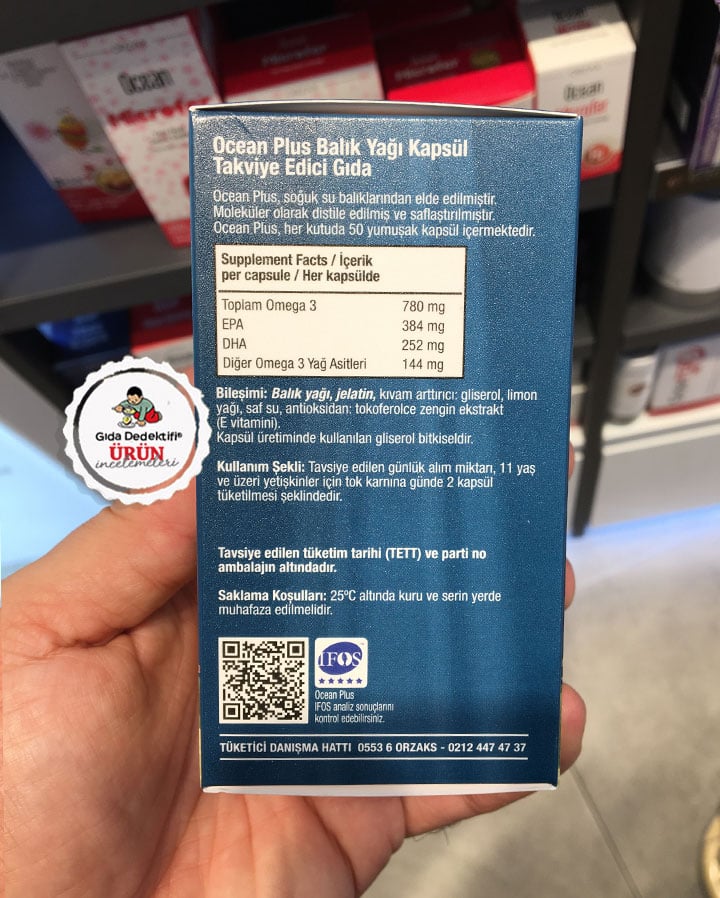 Ocean
Microfer
Ocean
Ocean Plus Balık Yağı Kapsül
Takviye Edici Gıda
Ocean Plus, soğuk su balıklarından elde edilmiştir.
Moleküler olarak distile edilmiş ve saflaştırılmıştır.
Ocean Plus, her kutuda 50 yumuşak kapsül içermektedir.
Supplement Facts / İçerik
per capsule / Her kapsülde
Toplam Omega 3 780 mg
EPA 384 mg
DHA 252 mg
Diğer Omega 3 Yağ Asitleri 144 mg
Bileşimi: Balık yağı, jelatin, kıvam arttırıcı: gliserol, limon
yağı, saf su, antioksidan: tokoferolce zengin ekstrakt
(E vitamini).
Kapsül üretiminde kullanılan gliserol bitkiseldir.
Kullanım Şekli: Tavsiye edilen günlük alım miktarı, 11 yaş
ve üzeri yetişkinler için tok karnına günde 2 kapsül
tüketilmesi şeklindedir.
Tavsiye edilen tüketim tarihi (TETT) ve parti no
ambalajın altındadır.
Saklama Koşulları: 25ºC altında kuru ve serin yerde
muhafaza edilmelidir.
IFOS
Ocean Plus
IFOS analiz sonuçlarını
kontrol edebilirsiniz.
TÜKETİCİ DANIŞMA HATTI 0553 6 ORZAKS - 0212 447 47 37
Gıda Dedektifi®
ÜRÜN
incelemeleri